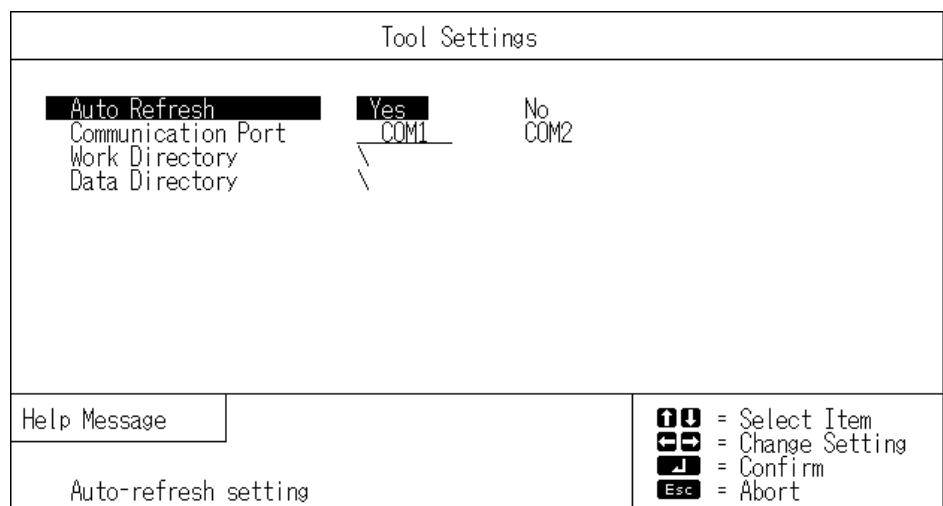 Tool Settings
Auto Refresh Yes No
Communication Port COM1 COM2
Work Directory \
Data Directory \
Help Message
Auto-refresh setting
↑↓ = Select Item
←→ = Change Setting
↵ = Confirm
Esc = Abort